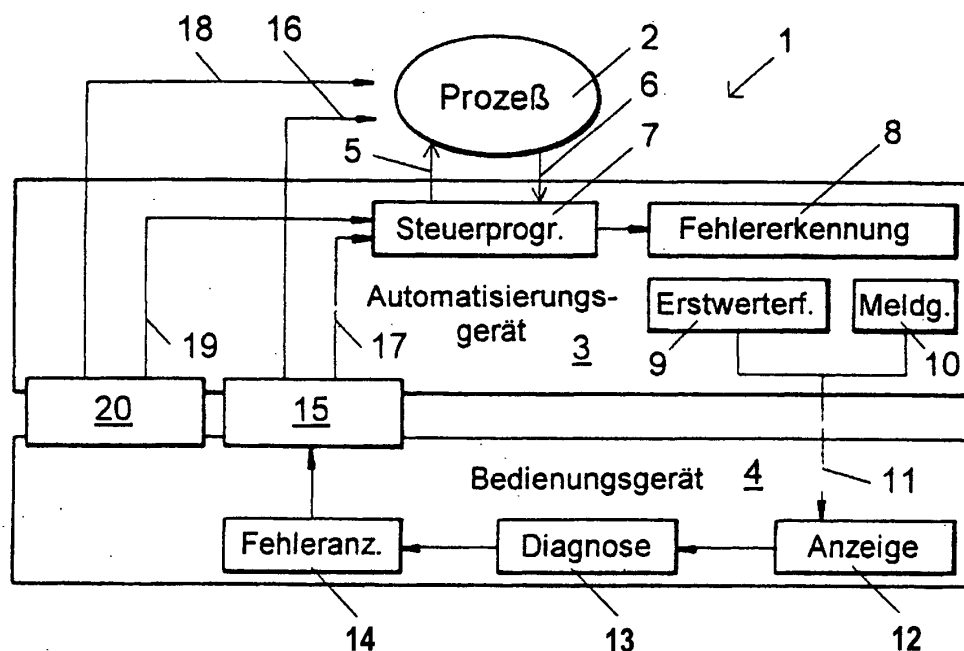 18 16 2 1
Prozeß
6
5 7 8
Steuerprogr. Fehlererkennung
Automatisierungs-
gerät 3
Erstwerterf. Meldg.
19 17 9 10
20 15
Bedienungsgerät 4 11
Fehleranz. Diagnose Anzeige
14 13 12